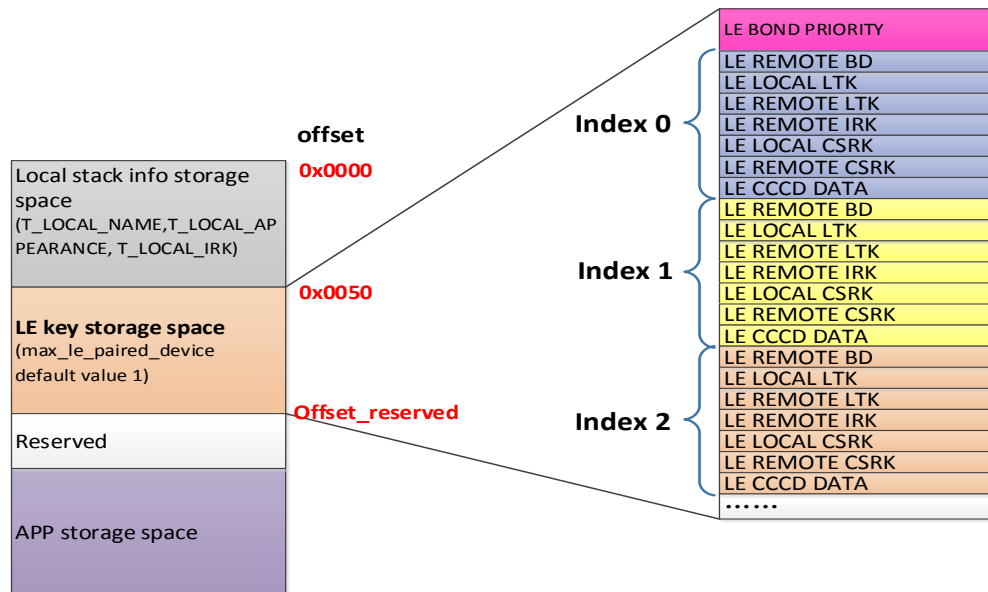 offset
0x0000
Local stack info storage
space
(T_LOCAL_NAME,T_LOCAL_AP
PEARANCE, T_LOCAL_IRK)
0x0050
LE key storage space
(max_le_paired_device
default value 1)
Offset_reserved
Reserved
APP storage space
LE BOND PRIORITY
Index 0
LE REMOTE BD
LE LOCAL LTK
LE REMOTE LTK
LE REMOTE IRK
LE LOCAL CSRK
LE REMOTE CSRK
LE CCCD DATA
Index 1
LE REMOTE BD
LE LOCAL LTK
LE REMOTE LTK
LE REMOTE IRK
LE LOCAL CSRK
LE REMOTE CSRK
LE CCCD DATA
Index 2
LE REMOTE BD
LE LOCAL LTK
LE REMOTE LTK
LE REMOTE IRK
LE LOCAL CSRK
LE REMOTE CSRK
LE CCCD DATA
······